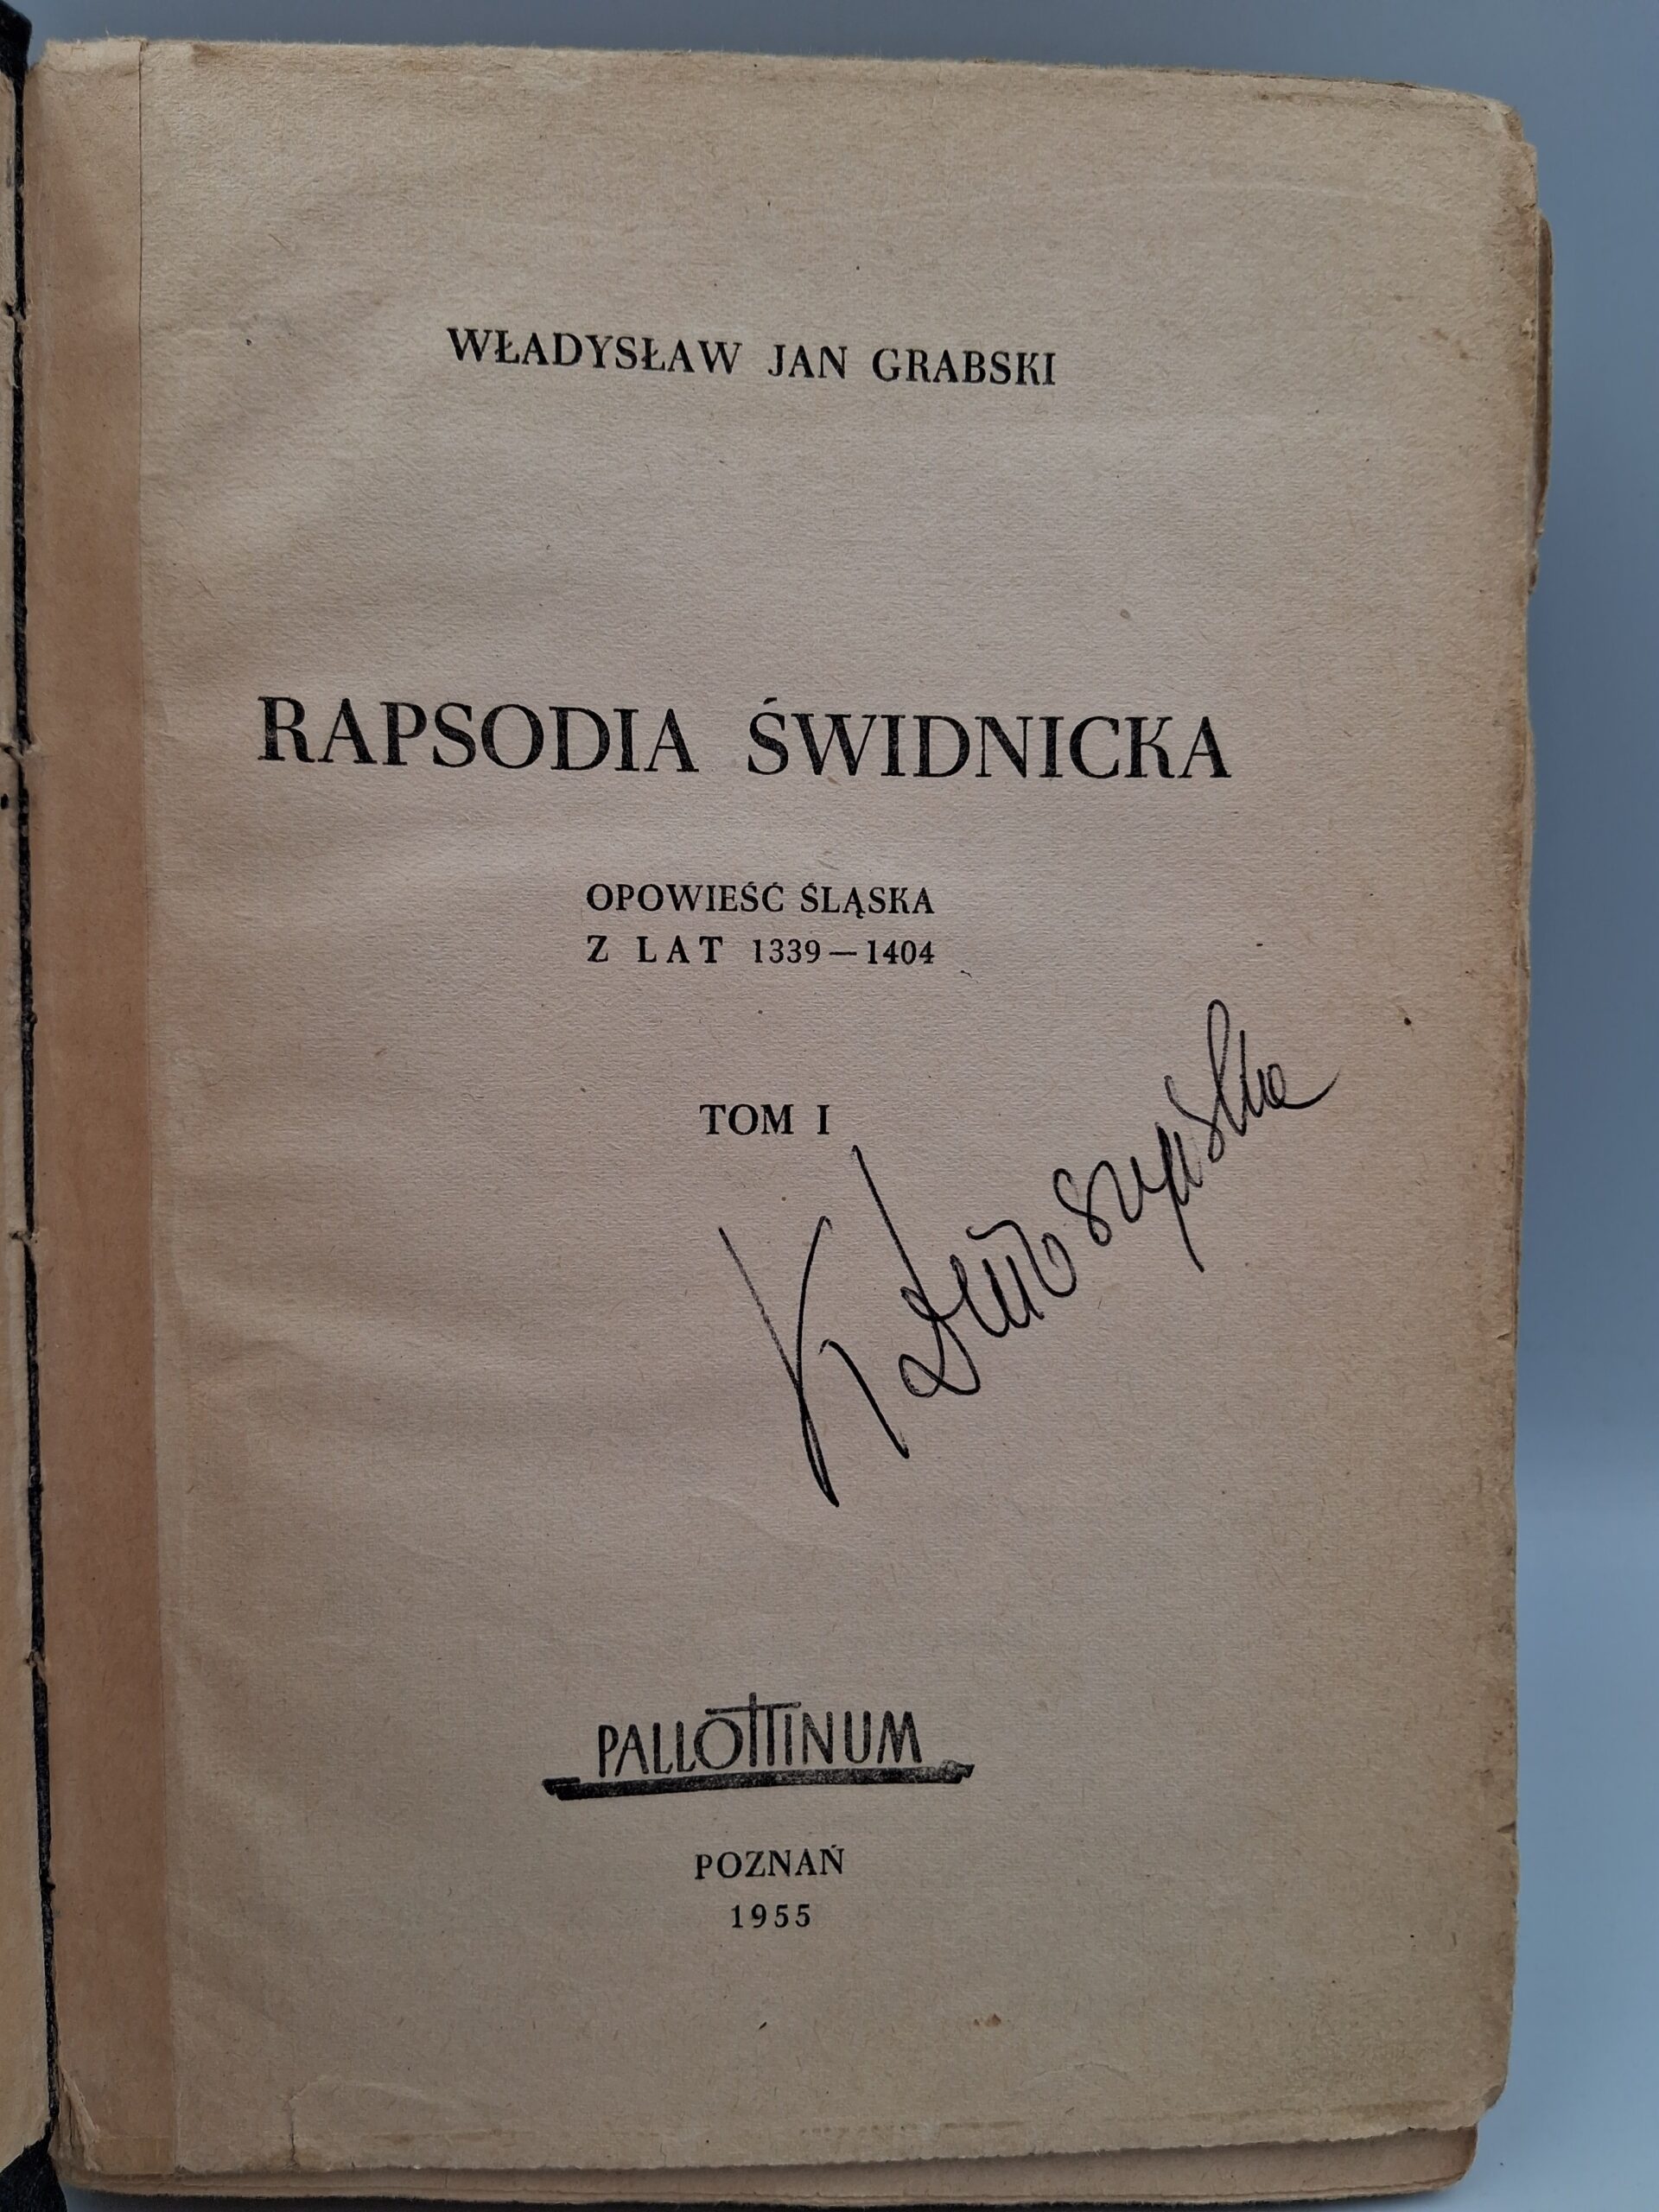 WŁADYSŁAW JAN GRABSKI
RAPSODIA ŚWIDNICKA
OPOWIEŚĆ ŚLĄSKA
Z LAT 1339—1404
TOM I
PALLOTTINUM
POZNAŃ
1955